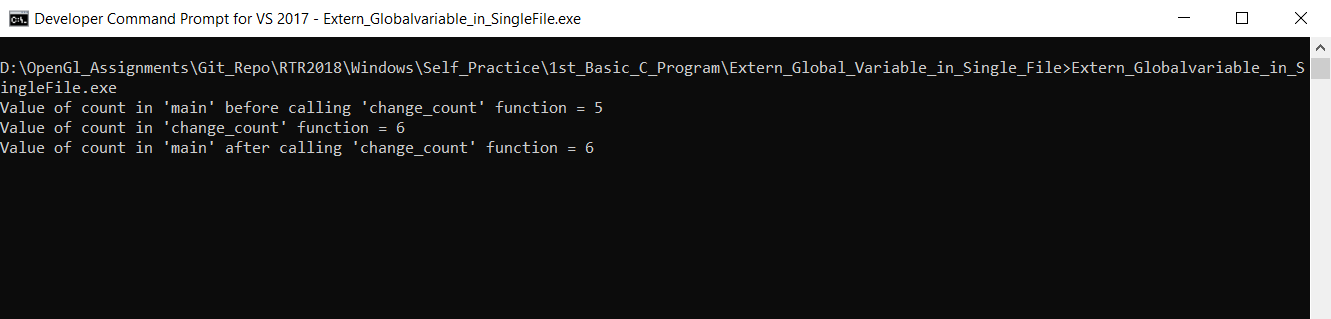 Developer Command Prompt for VS 2017 - Extern_Globalvariable_in_SingleFile.exe
D:\OpenGl_Assignments\Git_Repo\RTR2018\Windows\Self_Practice\1st_Basic_C_Program\Extern_Global_Variable_in_Single_File>Extern_Globalvariable_in_S
ingleFile.exe
Value of count in 'main' before calling 'change_count' function = 5
Value of count in 'change_count' function = 6
Value of count in 'main' after calling 'change_count' function = 6